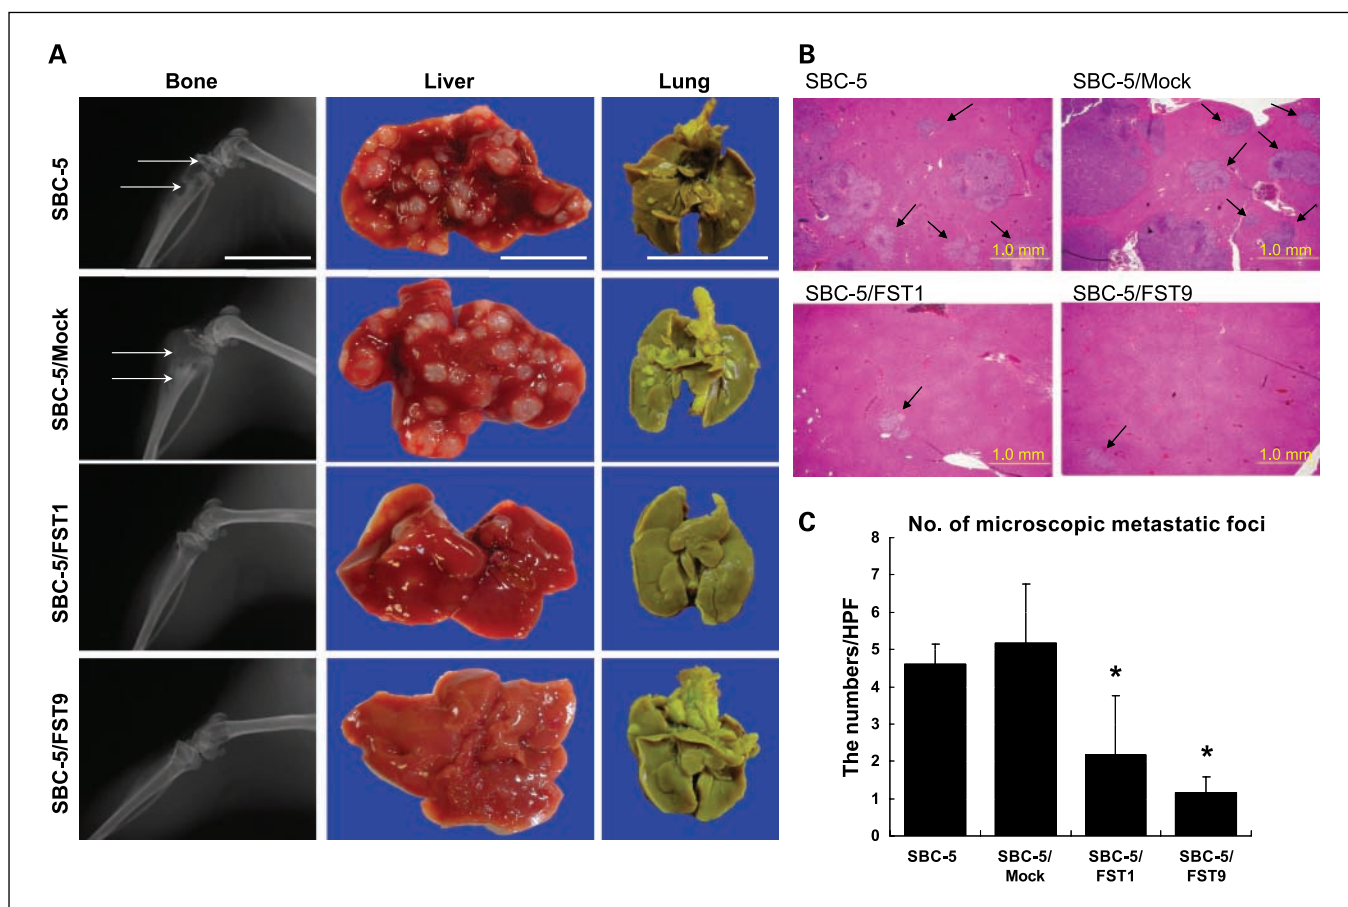 A
Bone
Liver
Lung
SBC-5
SBC-5/Mock
SBC-5/FST1
SBC-5/FST9
B
SBC-5
SBC-5/Mock
1.0 mm
1.0 mm
SBC-5/FST1
SBC-5/FST9
1.0 mm
1.0 mm
C
No. of microscopic metastatic foci
The numbers/HPF
8
7
6
5
4
3
2
1
0
*
*
SBC-5
SBC-5/
Mock
SBC-5/
FST1
SBC-5/
FST9